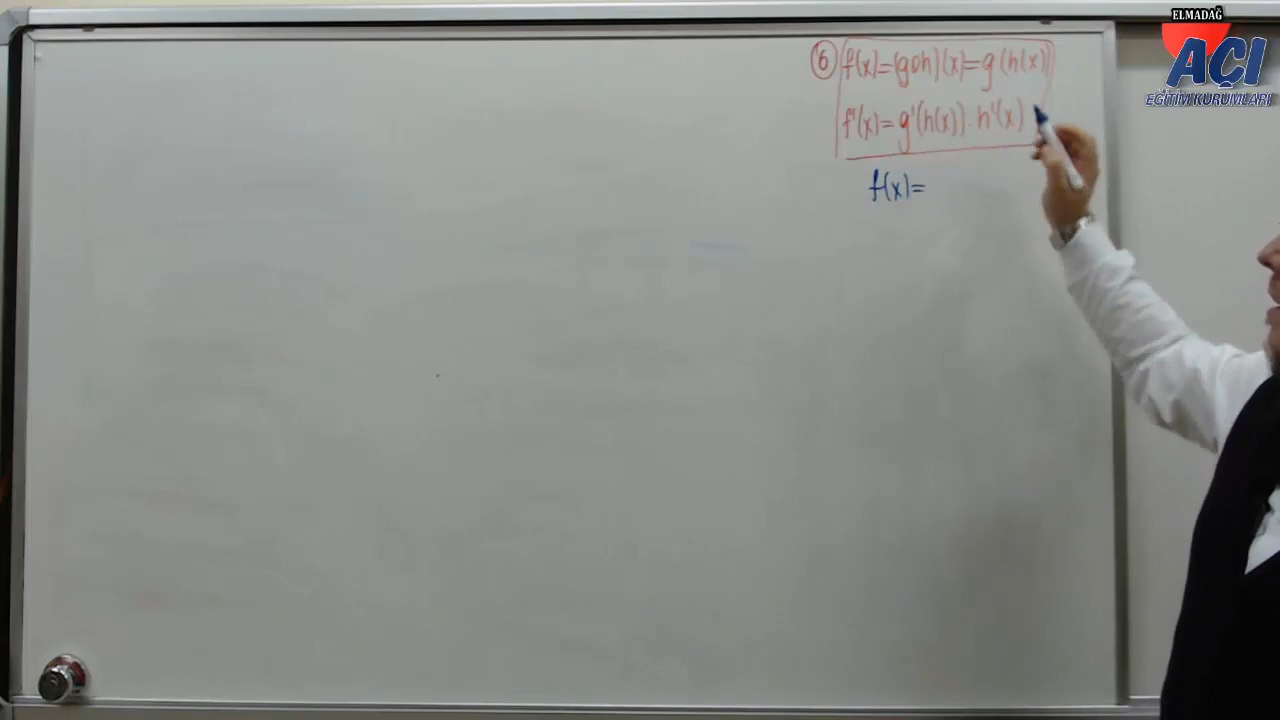 ELMADAĞ
AÇI
EĞİTİM KURUMLARI
6 f(x)=(goh)(x)=g(h(x))
f'(x)=g'(h(x)).h'(x)
f(x)=